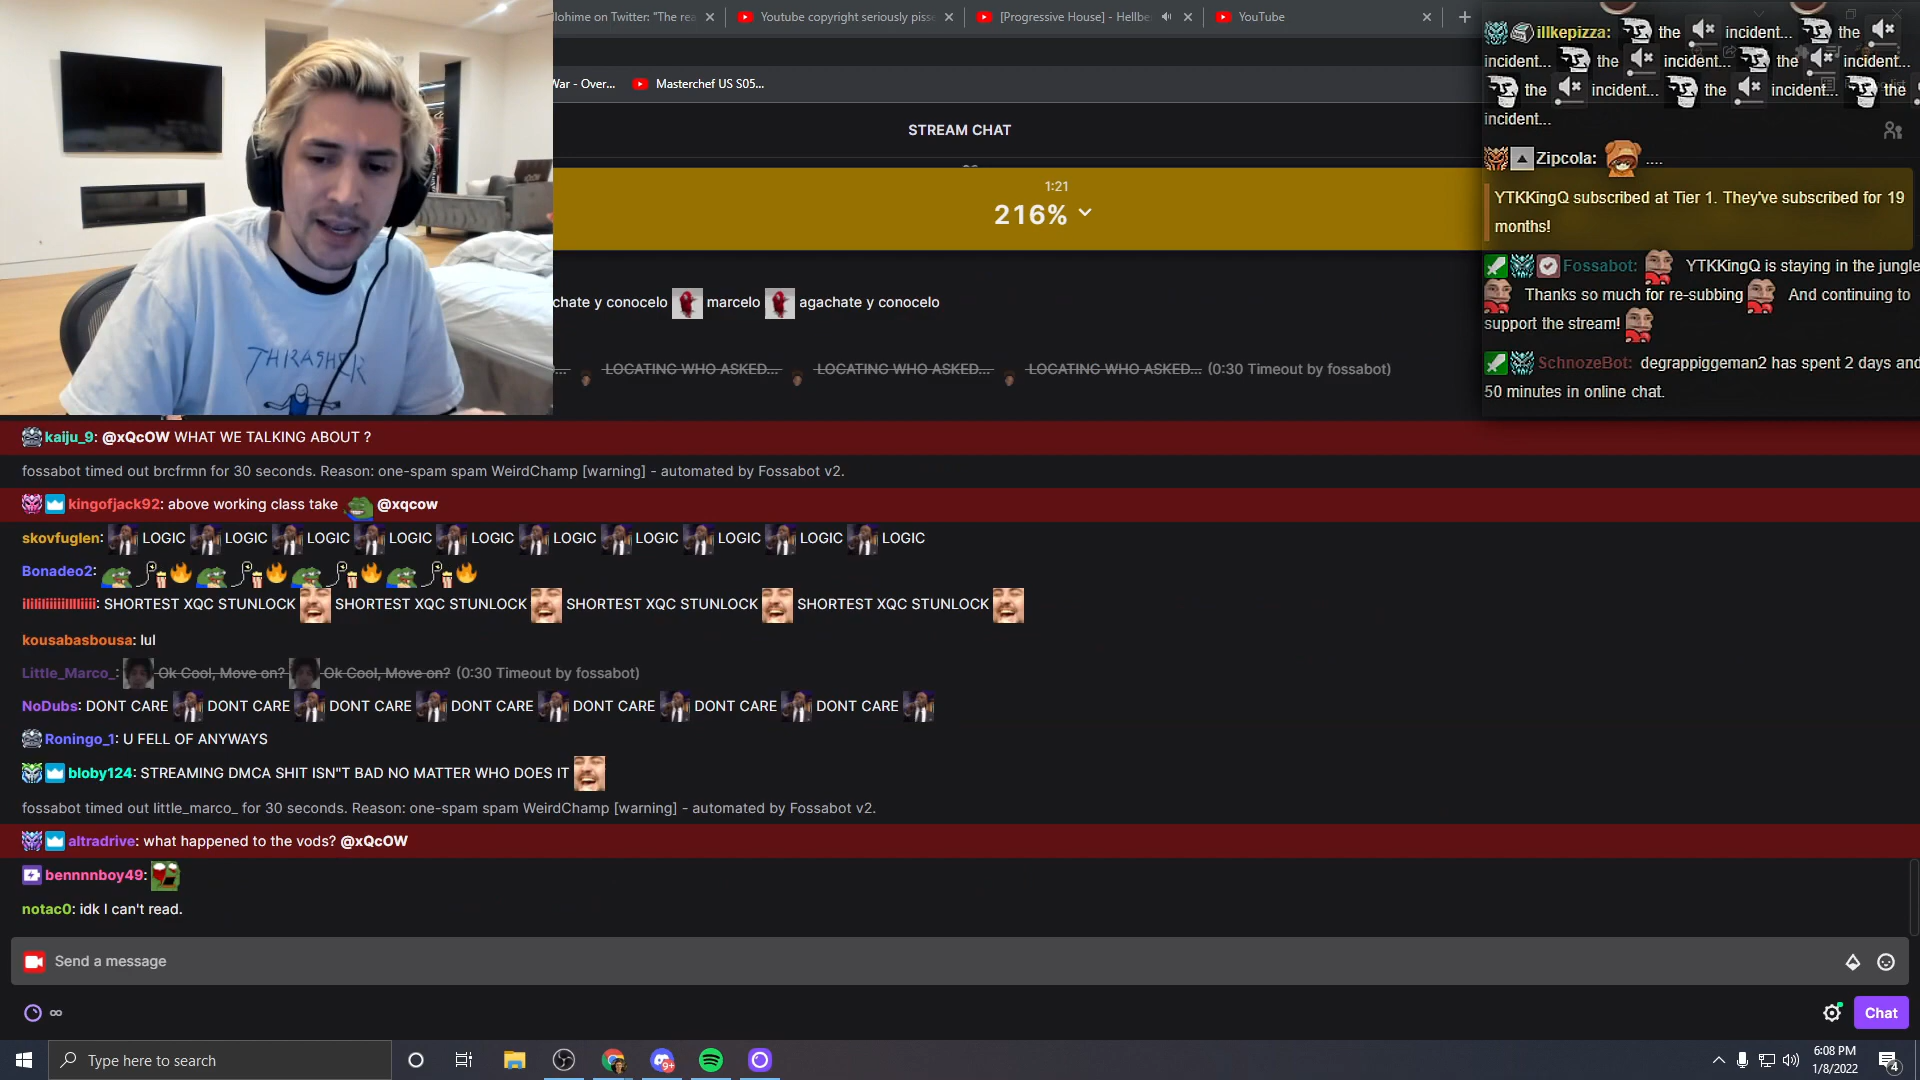 lohime on Twitter: "The rea
Youtube copyright seriously pisse
[Progressive House] - Hellbe
YouTube
War - Over...
Masterchef US S05...
STREAM CHAT
1:21
216%
chate y conocelo marcelo agachate y conocelo
LOCATING WHO ASKED... LOCATING WHO ASKED... LOCATING WHO ASKED... (0:30 Timeout by fossabot)
THRASHER
kaiju_9: @xQcOW WHAT WE TALKING ABOUT ?
fossabot timed out brcfrmn for 30 seconds. Reason: one-spam spam WeirdChamp [warning] - automated by Fossabot v2.
kingofjack92: above working class take @xqcow
skovfuglen: LOGIC LOGIC LOGIC LOGIC LOGIC LOGIC LOGIC LOGIC LOGIC LOGIC
Bonadeo2:
SHORTEST XQC STUNLOCK SHORTEST XQC STUNLOCK SHORTEST XQC STUNLOCK SHORTEST XQC STUNLOCK
kousabasbousa: lul
Little_Marco_: Ok Cool, Move on? Ok Cool, Move on? (0:30 Timeout by fossabot)
NoDubs: DONT CARE DONT CARE DONT CARE DONT CARE DONT CARE DONT CARE DONT CARE
Roningo_1: U FELL OF ANYWAYS
bloby124: STREAMING DMCA SHIT ISN"T BAD NO MATTER WHO DOES IT
fossabot timed out little_marco_ for 30 seconds. Reason: one-spam spam WeirdChamp [warning] - automated by Fossabot v2.
altradrive: what happened to the vods? @xQcOW
bennnnboy49:
notac0: idk I can't read.
Send a message
∞
Chat
illkepizza: the incident... the
incident... the incident... the incident...
the incident... the incident... the
incident...
Zipcola: ....
YTKKingQ subscribed at Tier 1. They've subscribed for 19
months!
Fossabot: YTKKingQ is staying in the jungle
Thanks so much for re-subbing And continuing to
support the stream!
SchnozeBot: degrappiggeman2 has spent 2 days and
50 minutes in online chat.
Type here to search
9+
6:08 PM
1/8/2022
4